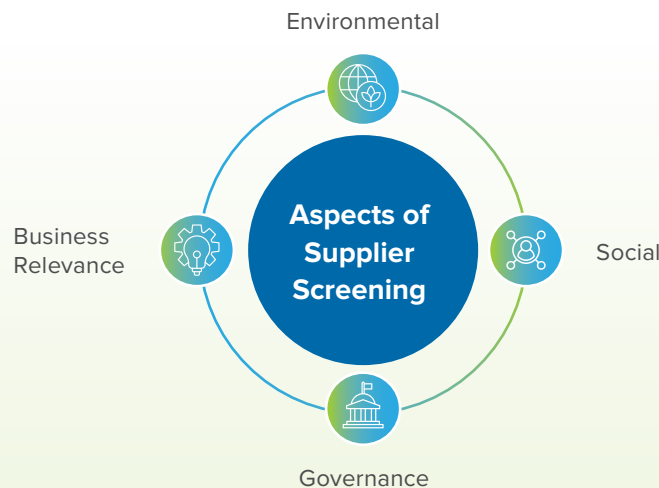 Environmental
Aspects of
Supplier
Screening
Business
Relevance
Social
Governance